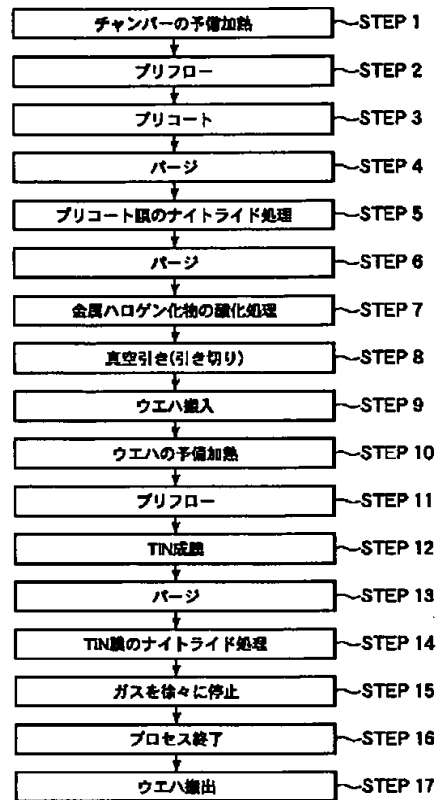 チャンバーの予備加熱 STEP 1
プリフロー STEP 2
プリコート STEP 3
パージ STEP 4
プリコート膜のナイトライド処理 STEP 5
パージ STEP 6
金属ハロゲン化物の酸化処理 STEP 7
真空引き(引き切り) STEP 8
ウエハ搬入 STEP 9
ウエハの予備加熱 STEP 10
プリフロー STEP 11
TiN成膜 STEP 12
パージ STEP 13
TiN膜のナイトライド処理 STEP 14
ガスを徐々に停止 STEP 15
プロセス終了 STEP 16
ウエハ搬出 STEP 17